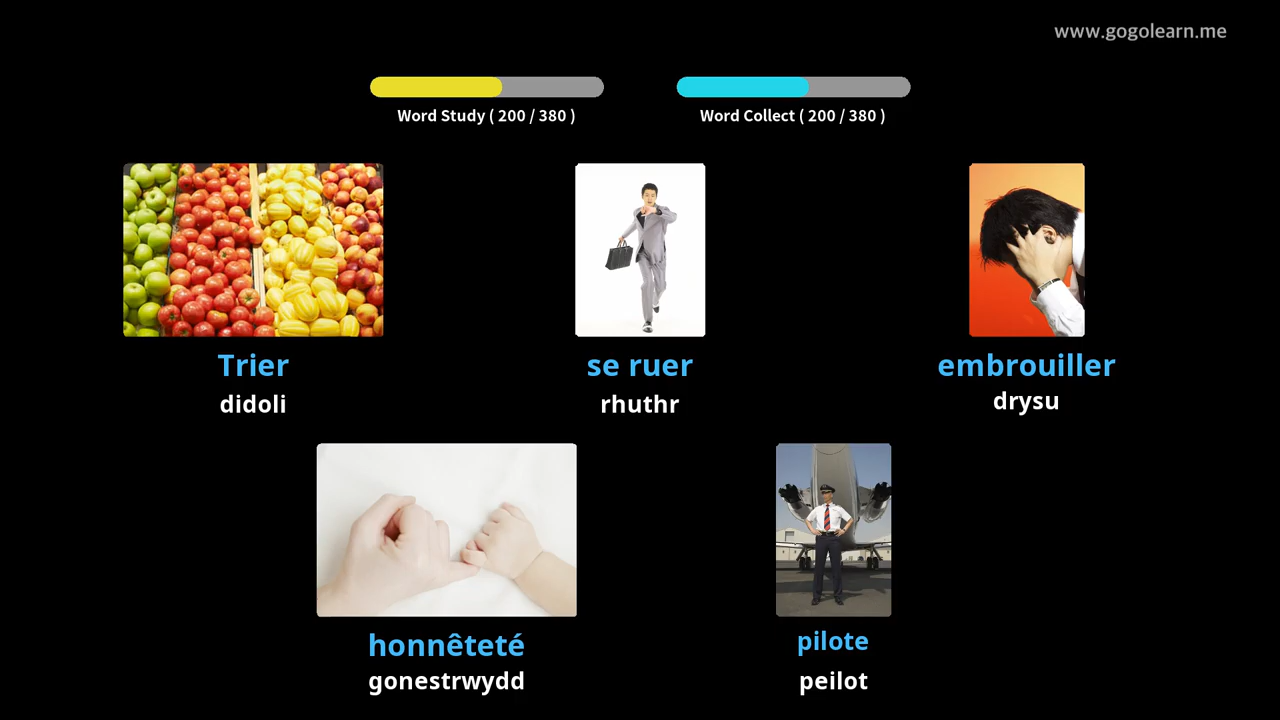 www.gogolearn.me
Word Study ( 200 / 380 )
Word Collect ( 200 / 380 )
Trier
didoli
se ruer
rhuthr
embrouiller
drysu
honnêteté
gonestrwydd
pilote
peilot